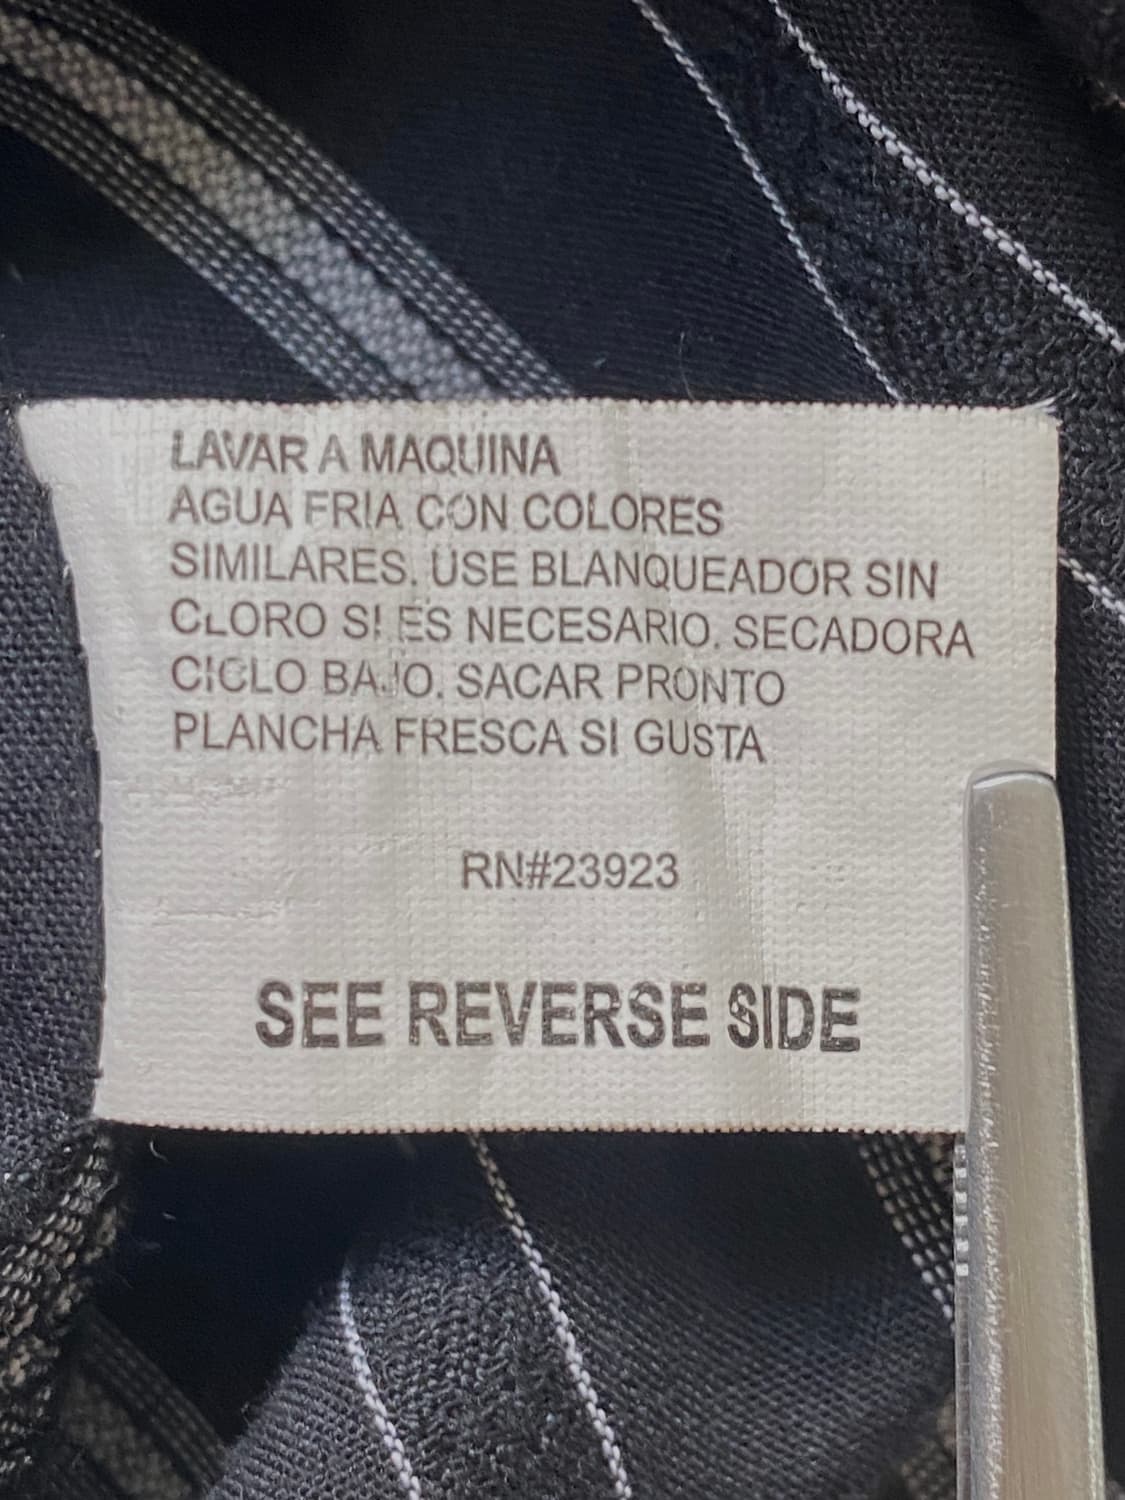 LAVAR A MAQUINA
AGUA FRIA CON COLORES
SIMILARES. USE BLANQUEADOR SIN
CLORO SI ES NECESARIO. SECADORA
CICLO BAJO. SACAR PRONTO
PLANCHA FRESCA SI GUSTA
RN#23923
SEE REVERSE SIDE